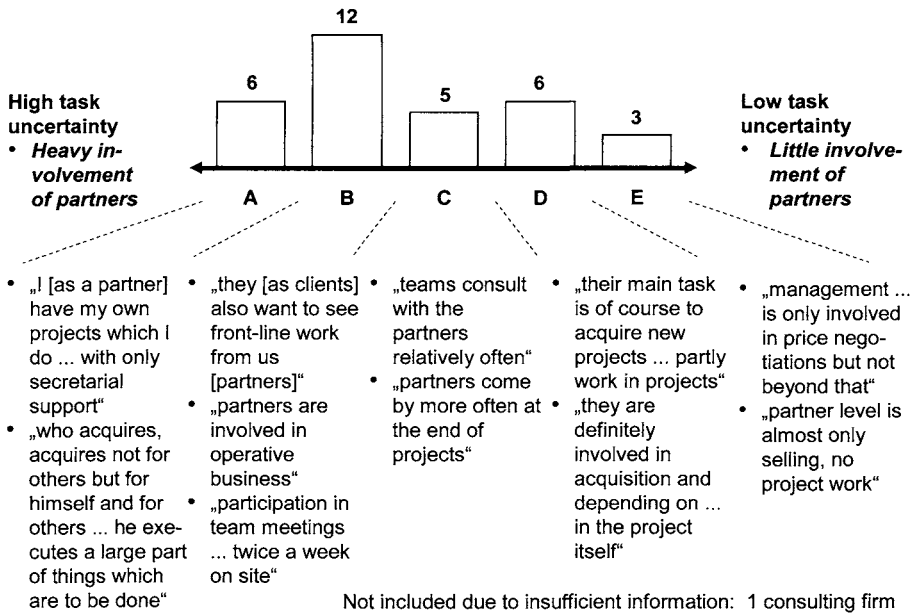 12
6
6
5
3
High task
uncertainty
• Heavy in-
volvement
of partners
Low task
uncertainty
• Little involve-
ment of
partners
A B C D E
• „I [as a partner]
have my own
projects which I
do ... with only
secretarial
support“
• „who acquires,
acquires not for
others but for
himself and for
others ... he exe-
cutes a large part
of things which
are to be done“
• „they [as clients]
also want to see
front-line work
from us
[partners]“
• „partners are
involved in
operative
business“
• „participation in
team meetings
... twice a week
on site“
• „teams consult
with the
partners
relatively often“
• „partners come
by more often at
the end of
projects“
• „their main task
is of course to
acquire new
projects ... partly
work in projects“
• „they are
definitely
involved in
acquisition and
depending on ...
in the project
itself“
• „management ...
is only involved
in price nego-
tiations but not
beyond that“
• „partner level is
almost only
selling, no
project work“
Not included due to insufficient information: 1 consulting firm